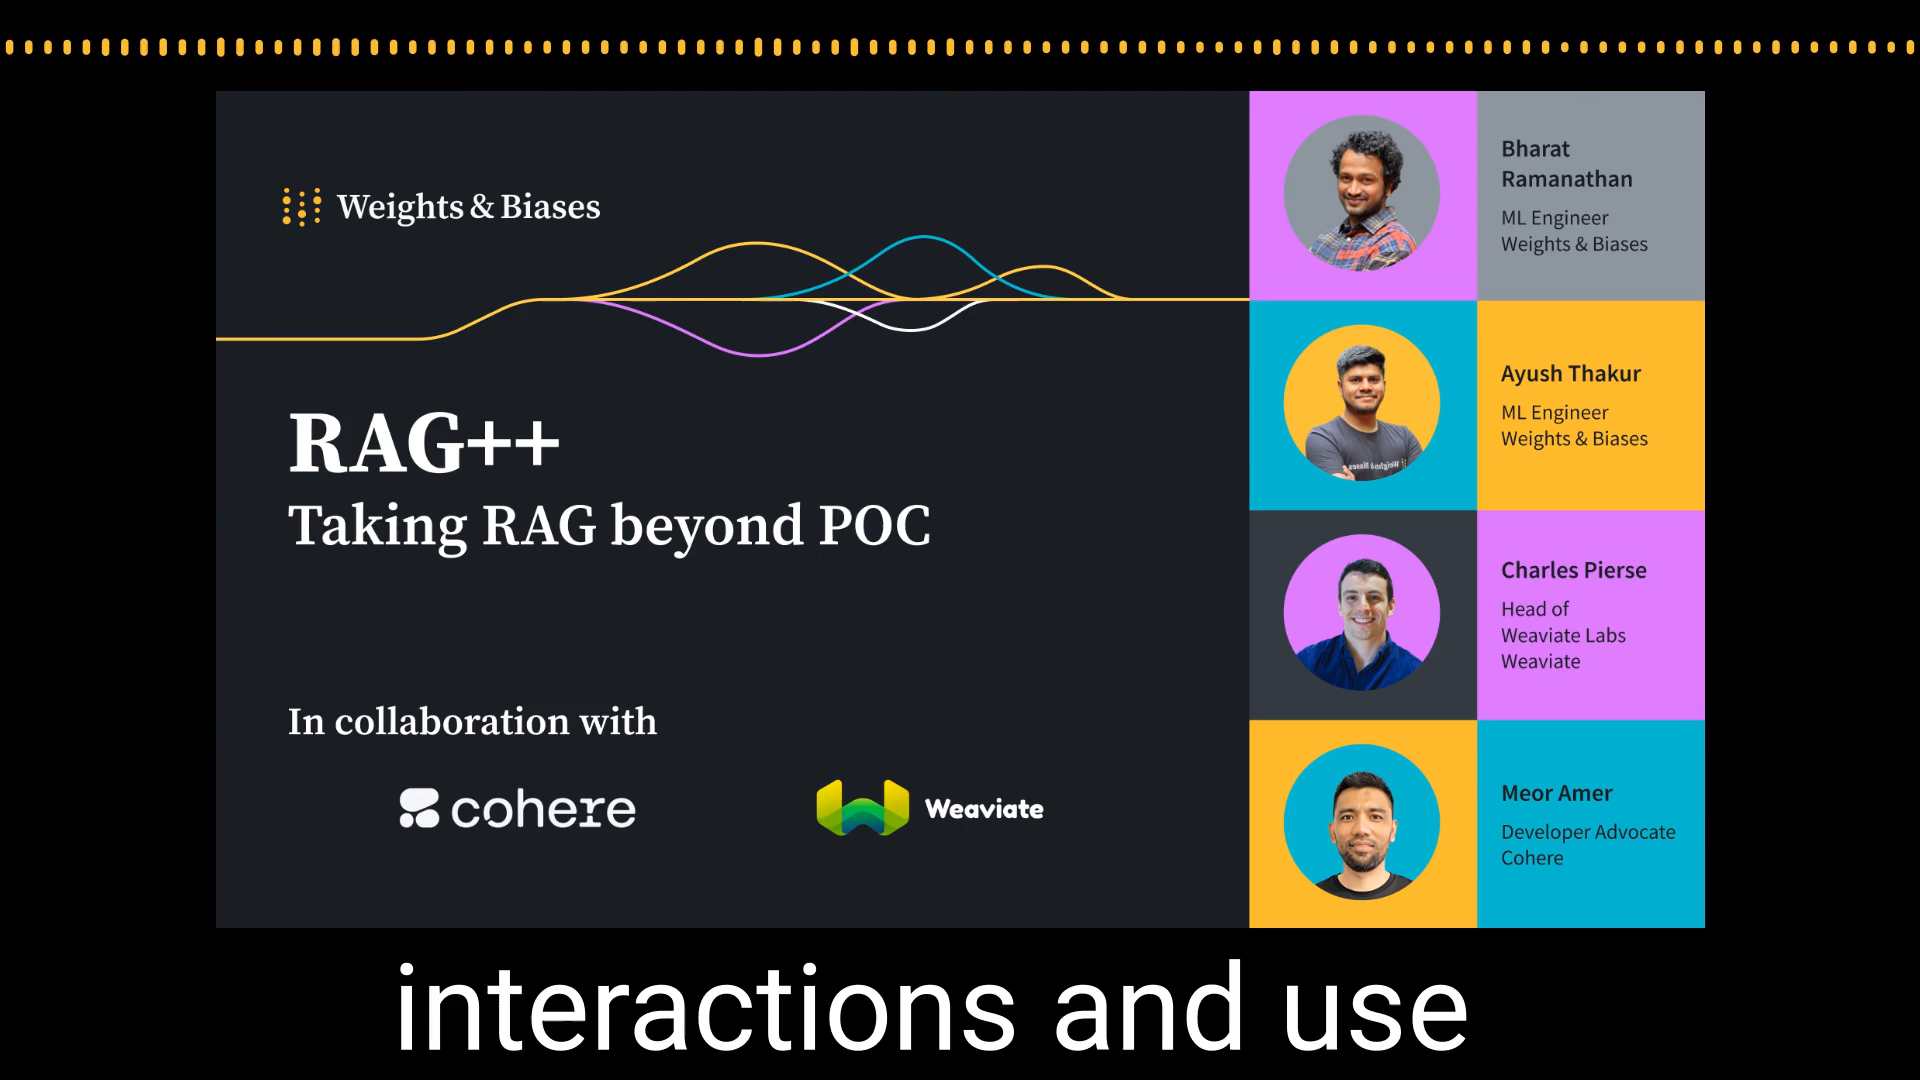 Weights & Biases
RAG++
Taking RAG beyond POC
In collaboration with
cohere
Weaviate
Bharat
Ramanathan
ML Engineer
Weights & Biases
Ayush Thakur
ML Engineer
Weights & Biases
Charles Pierse
Head of
Weaviate Labs
Weaviate
Meor Amer
Developer Advocate
Cohere
interactions and use